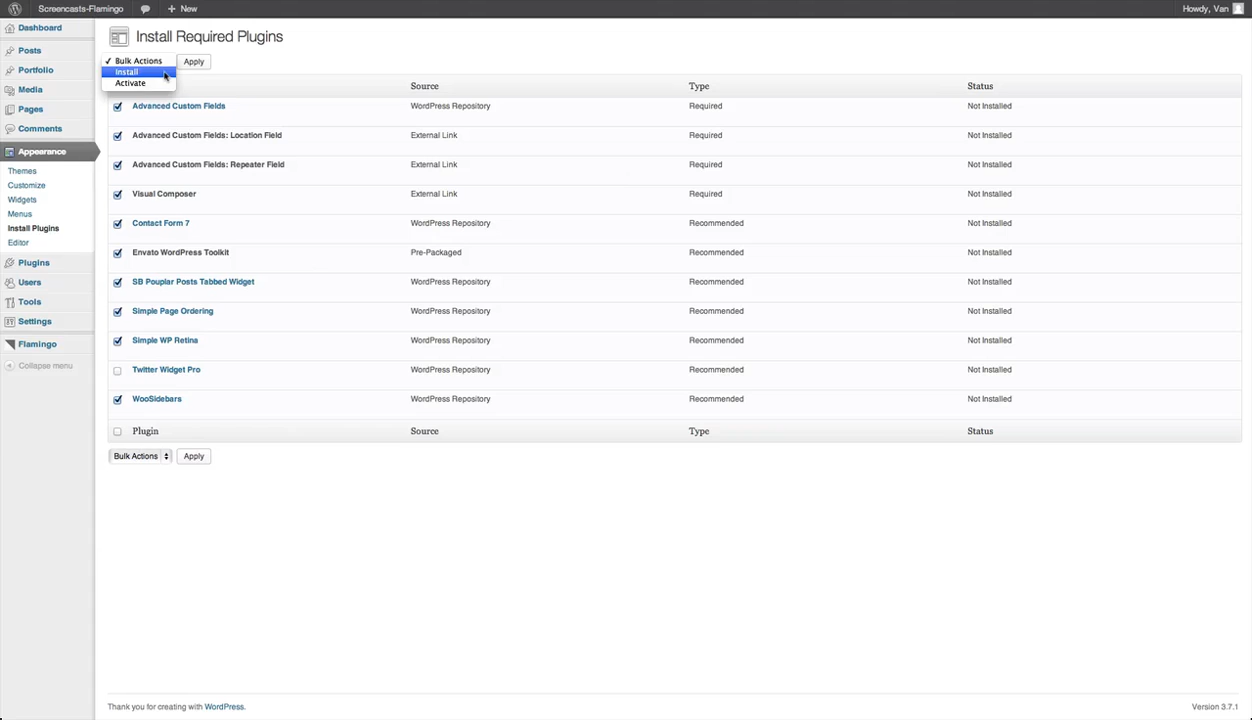 Screencasts-Flamingo
New
Howdy, Van
Dashboard
Posts
Portfolio
Media
Pages
Comments
Appearance
Themes
Customize
Widgets
Menus
Install Plugins
Editor
Plugins
Users
Tools
Settings
Flamingo
Collapse menu
Install Required Plugins
✓ Bulk Actions
Install
Activate
Apply
Source Type Status
Advanced Custom Fields WordPress Repository Required Not Installed
Advanced Custom Fields: Location Field External Link Required Not Installed
Advanced Custom Fields: Repeater Field External Link Required Not Installed
Visual Composer External Link Required Not Installed
Contact Form 7 WordPress Repository Recommended Not Installed
Envato WordPress Toolkit Pre-Packaged Recommended Not Installed
SB Pouplar Posts Tabbed Widget WordPress Repository Recommended Not Installed
Simple Page Ordering WordPress Repository Recommended Not Installed
Simple WP Retina WordPress Repository Recommended Not Installed
Twitter Widget Pro WordPress Repository Recommended Not Installed
WooSidebars WordPress Repository Recommended Not Installed
Plugin Source Type Status
Bulk Actions Apply
Thank you for creating with WordPress. Version 3.7.1